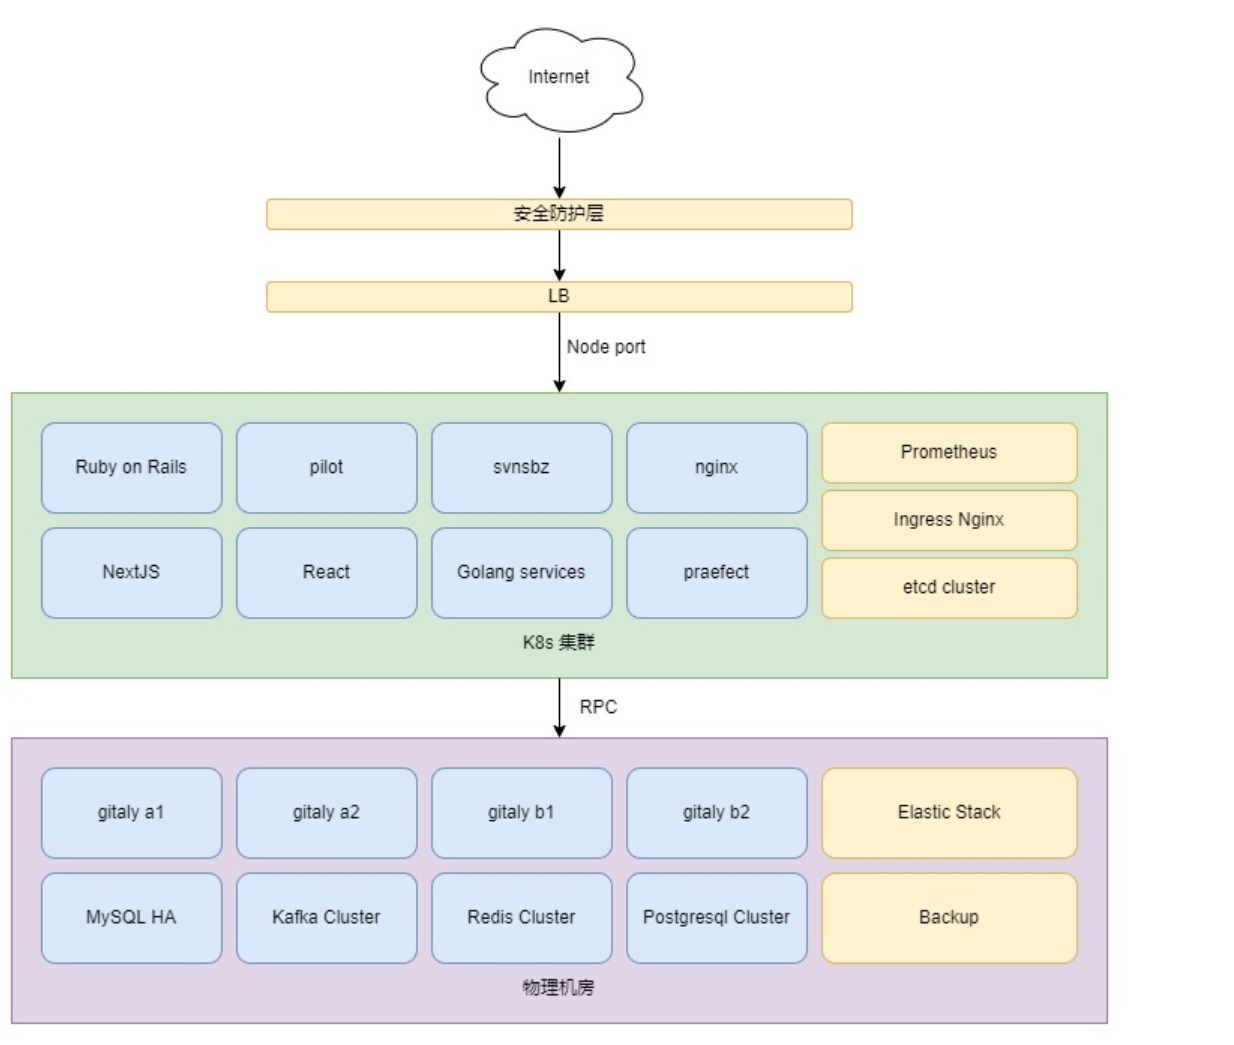 Internet
安全防护层
LB
Node port
Ruby on Rails
pilot
svnsbz
nginx
Prometheus
Ingress Nginx
NextJS
React
Golang services
praefect
etcd cluster
K8s 集群
RPC
gitaly a1
gitaly a2
gitaly b1
gitaly b2
Elastic Stack
MySQL HA
Kafka Cluster
Redis Cluster
Postgresql Cluster
Backup
物理机房